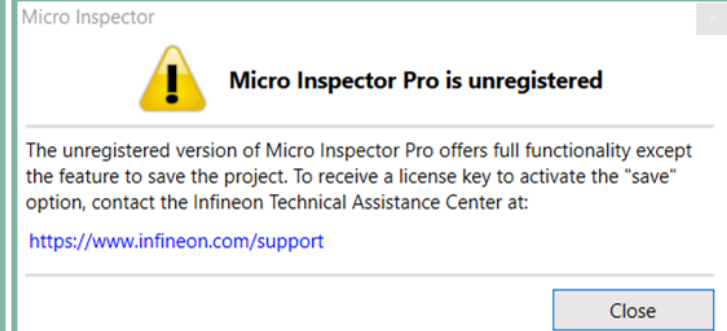 Micro Inspector
Micro Inspector Pro is unregistered
The unregistered version of Micro Inspector Pro offers full functionality except
the feature to save the project. To receive a license key to activate the "save"
option, contact the Infineon Technical Assistance Center at:
https://www.infineon.com/support
Close